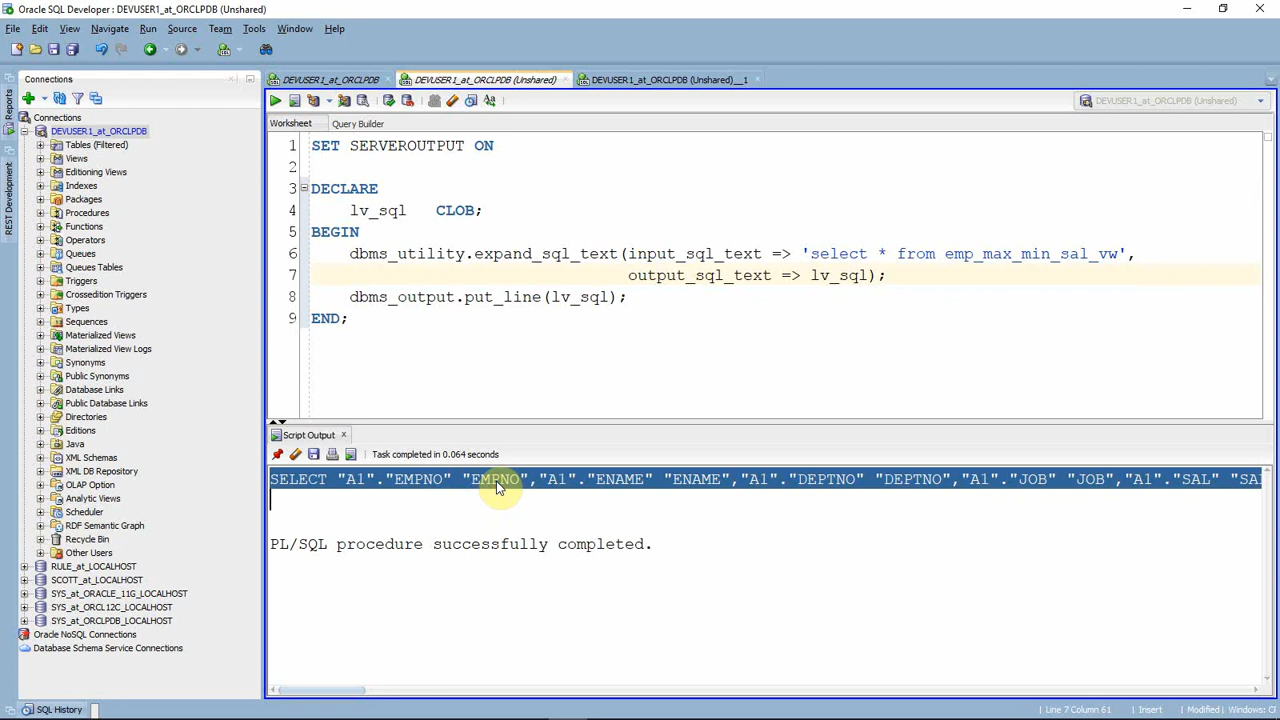 Oracle SQL Developer : DEVUSER1_at_ORCLPDB (Unshared)
File Edit View Navigate Run Source Team Tools Window Help
Reports
REST Development
Connections
Connections
DEVUSER1_at_ORCLPDB
Tables (Filtered)
Views
Editioning Views
Indexes
Packages
Procedures
Functions
Operators
Queues
Queues Tables
Triggers
Crossedition Triggers
Types
Sequences
Materialized Views
Materialized View Logs
Synonyms
Public Synonyms
Database Links
Public Database Links
Directories
Editions
Java
XML Schemas
XML DB Repository
OLAP Option
Analytic Views
Scheduler
RDF Semantic Graph
Recycle Bin
Other Users
RULE_at_LOCALHOST
SCOTT_at_LOCALHOST
SYS_at_ORACLE_11G_LOCALHOST
SYS_at_ORCL12C_LOCALHOST
SYS_at_ORCLPDB_LOCALHOST
Oracle NoSQL Connections
Database Schema Service Connections
DEVUSER1_at_ORCLPDB DEVUSER1_at_ORCLPDB (Unshared) DEVUSER1_at_ORCLPDB (Unshared)__1
DEVUSER1_at_ORCLPDB (Unshared)
Worksheet Query Builder
1 SET SERVEROUTPUT ON
2
3 DECLARE
4 lv_sql CLOB;
5 BEGIN
6 dbms_utility.expand_sql_text(input_sql_text => 'select * from emp_max_min_sal_vw',
7 output_sql_text => lv_sql);
8 dbms_output.put_line(lv_sql);
9 END;
Script Output
Task completed in 0.064 seconds
SELECT "A1"."EMPNO" "EMPNO","A1"."ENAME" "ENAME","A1"."DEPTNO" "DEPTNO","A1"."JOB" "JOB","A1"."SAL" "SA
PL/SQL procedure successfully completed.
SQL History
Line 7 Column 61 Insert Modified Windows: C